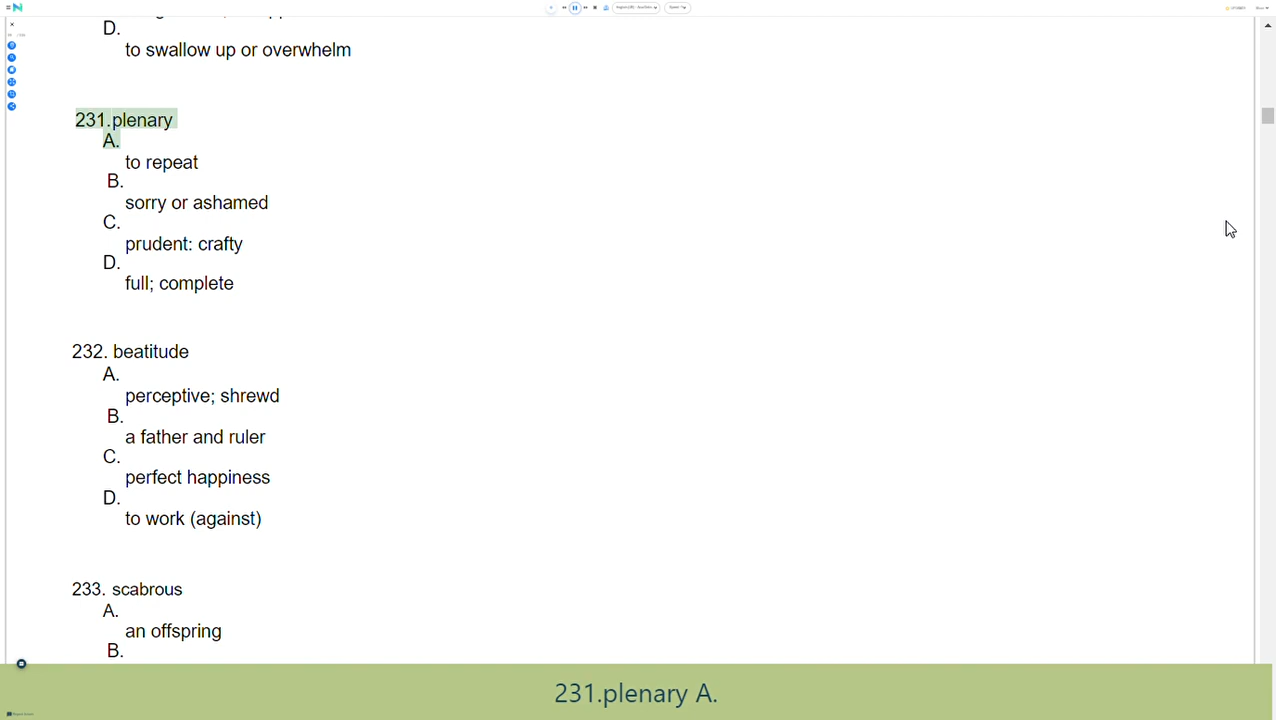 D.
to swallow up or overwhelm
231.plenary
A.
to repeat
B.
sorry or ashamed
C.
prudent: crafty
D.
full; complete
232. beatitude
A.
perceptive; shrewd
B.
a father and ruler
C.
perfect happiness
D.
to work (against)
233. scabrous
A.
an offspring
B.
231.plenary A.